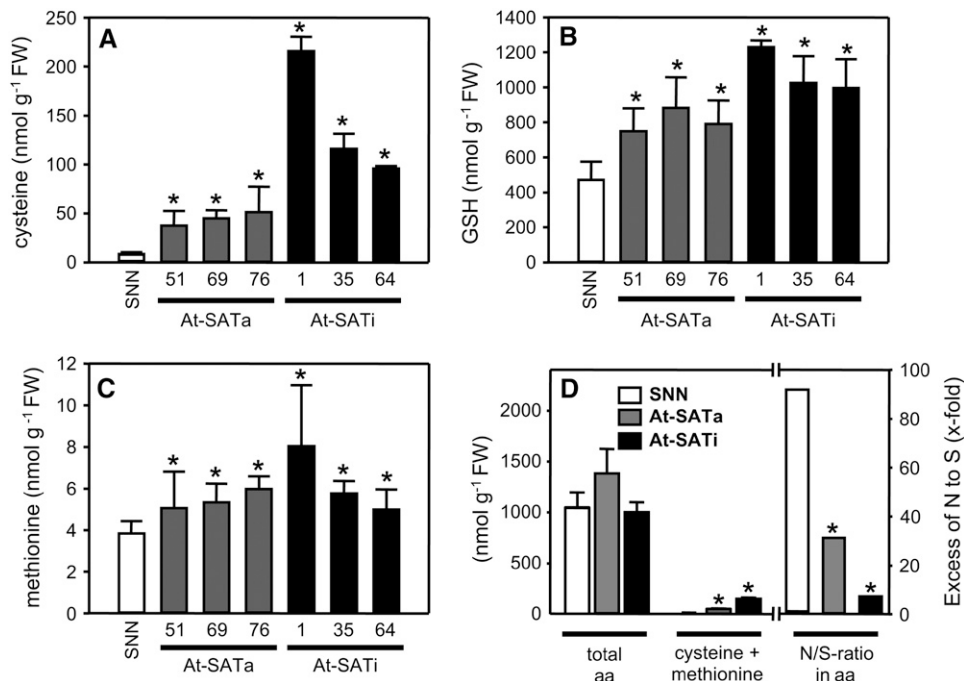 A
cysteine (nmol g⁻¹ FW)
250
200
150
100
50
0
* * * * * *
SNN 51 69 76 1 35 64
At-SATa At-SATi
B
GSH (nmol g⁻¹ FW)
1400
1200
1000
800
600
400
200
0
* * * * * *
SNN 51 69 76 1 35 64
At-SATa At-SATi
C
methionine (nmol g⁻¹ FW)
12
10
8
6
4
2
0
* * * * * *
SNN 51 69 76 1 35 64
At-SATa At-SATi
D
SNN
At-SATa
At-SATi
(nmol g⁻¹ FW)
2000
1500
1000
500
0
* * * *
100
80
60
40
20
0
Excess of N to S (x-fold)
total cysteine + N/S-ratio
aa methionine in aa